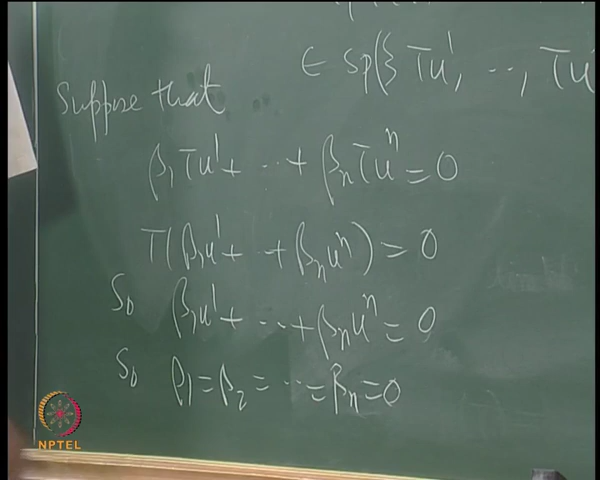 ∈ Sp({Tu¹, ..., Tu
Suppose that
β₁Tu¹ + ... + βₙTuⁿ = 0
T(β₁u¹ + ... + βₙuⁿ) = 0
So β₁u¹ + ... + βₙuⁿ = 0
So β₁ = β₂ = ... = βₙ = 0
NPTEL